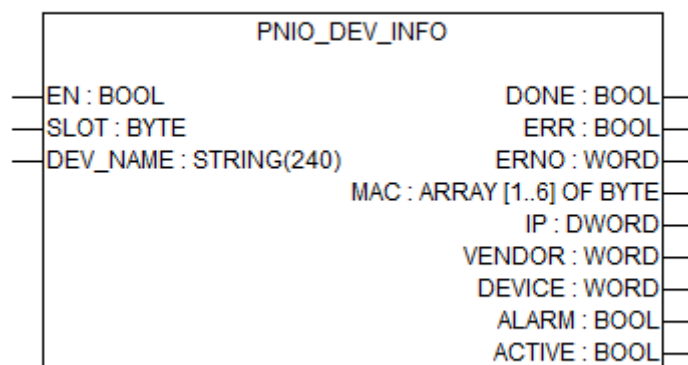 PNIO_DEV_INFO
EN : BOOL DONE : BOOL
SLOT : BYTE ERR : BOOL
DEV_NAME : STRING(240) ERNO : WORD
MAC : ARRAY [1..6] OF BYTE
IP : DWORD
VENDOR : WORD
DEVICE : WORD
ALARM : BOOL
ACTIVE : BOOL